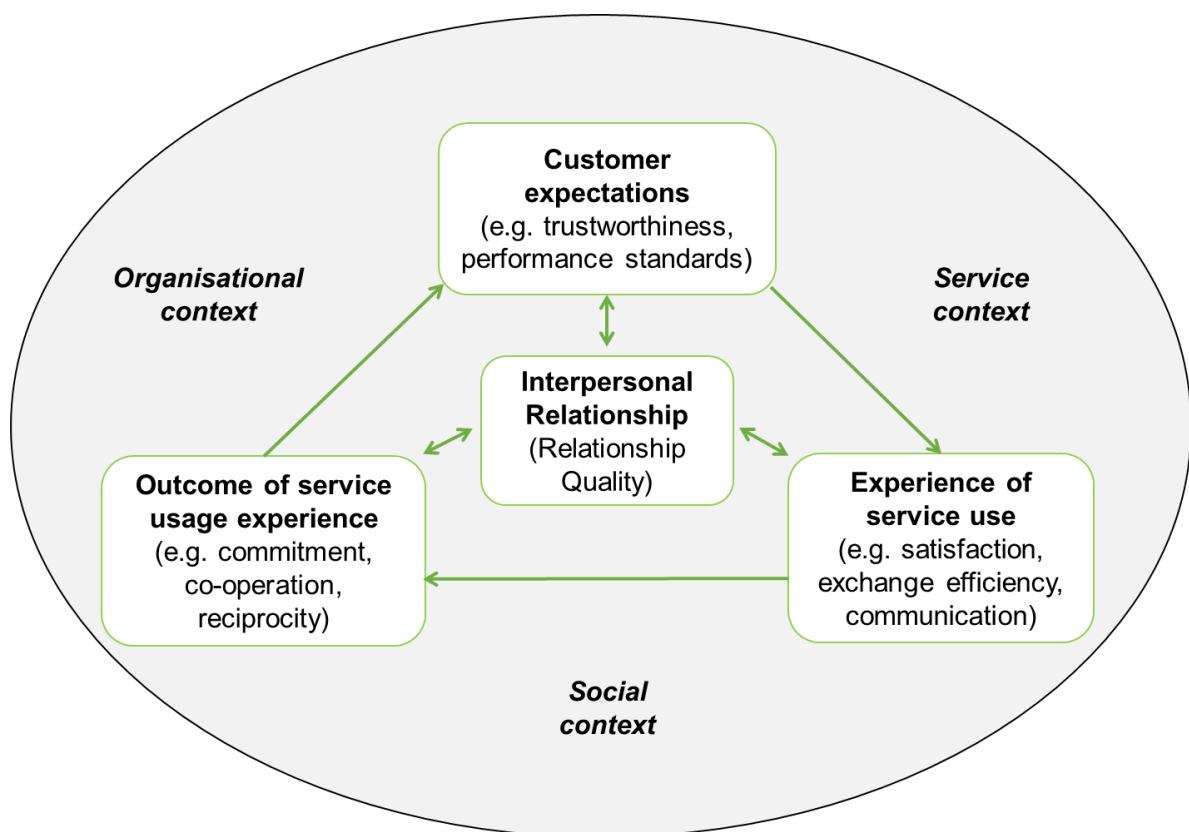 Customer
expectations
(e.g. trustworthiness,
performance standards)
Organisational
context
Service
context
Interpersonal
Relationship
(Relationship
Quality)
Outcome of service
usage experience
(e.g. commitment,
co-operation,
reciprocity)
Experience of
service use
(e.g. satisfaction,
exchange efficiency,
communication)
Social
context